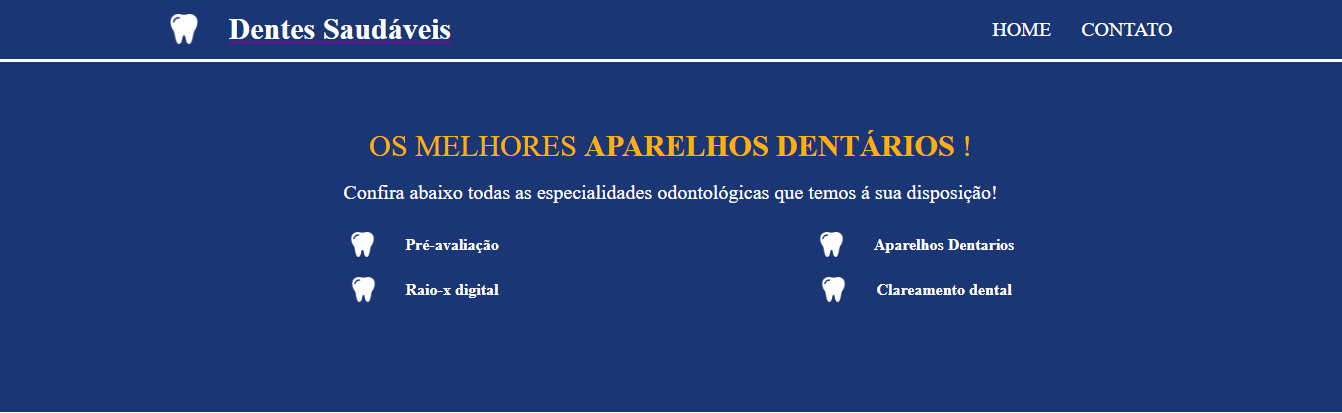 Dentes Saudáveis
HOME CONTATO
OS MELHORES APARELHOS DENTÁRIOS !
Confira abaixo todas as especialidades odontológicas que temos á sua disposição!
Pré-avaliação
Aparelhos Dentarios
Raio-x digital
Clareamento dental